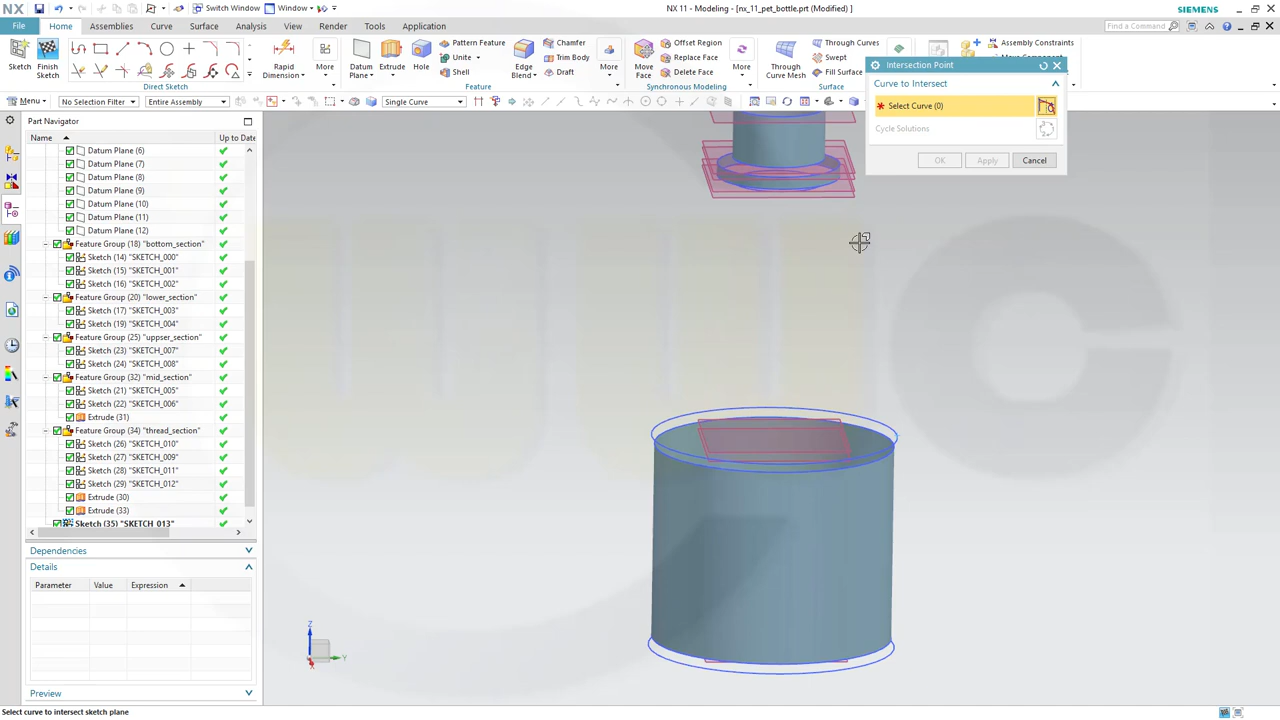 NX 11 - Modeling - [nx_11_pet_bottle.prt (Modified) ]
SIEMENS
Switch Window
Window
File
Home
Assemblies
Curve
Surface
Analysis
View
Render
Tools
Application
Find a Command
Sketch
Finish Sketch
Rapid Dimension
More
Direct Sketch
Datum Plane
Extrude
Hole
Pattern Feature
Unite
Shell
Edge Blend
Chamfer
Trim Body
Draft
More
Feature
Move Face
Offset Region
Replace Face
Delete Face
More
Synchronous Modeling
Through Curve Mesh
Through Curves
Swept
Fill Surface
Surface
Assembly Constraints
Menu
No Selection Filter
Entire Assembly
Single Curve
Intersection Point
Curve to Intersect
Select Curve (0)
Cycle Solutions
OK
Apply
Cancel
Part Navigator
Name
Up to Date
Datum Plane (6)
Datum Plane (7)
Datum Plane (8)
Datum Plane (9)
Datum Plane (10)
Datum Plane (11)
Datum Plane (12)
Feature Group (18) "bottom_section"
Sketch (14) "SKETCH_000"
Sketch (15) "SKETCH_001"
Sketch (16) "SKETCH_002"
Feature Group (20) "lower_section"
Sketch (17) "SKETCH_003"
Sketch (19) "SKETCH_004"
Feature Group (25) "uppser_section"
Sketch (23) "SKETCH_007"
Sketch (24) "SKETCH_008"
Feature Group (32) "mid_section"
Sketch (21) "SKETCH_005"
Sketch (22) "SKETCH_006"
Extrude (31)
Feature Group (34) "thread_section"
Sketch (26) "SKETCH_010"
Sketch (27) "SKETCH_009"
Sketch (28) "SKETCH_011"
Sketch (29) "SKETCH_012"
Extrude (30)
Extrude (33)
Sketch (35) "SKETCH_013"
Dependencies
Details
Parameter
Value
Expression
Preview
Z
Y
X
Select curve to intersect sketch plane